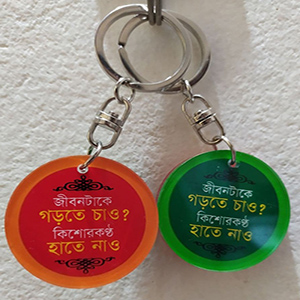 জীবনটাকে
গড়তে চাও?
কিশোরকণ্ঠ
হাতে নাও
জীবনটাকে
গড়তে চাও?
কিশোরকণ্ঠ
হাতে নাও